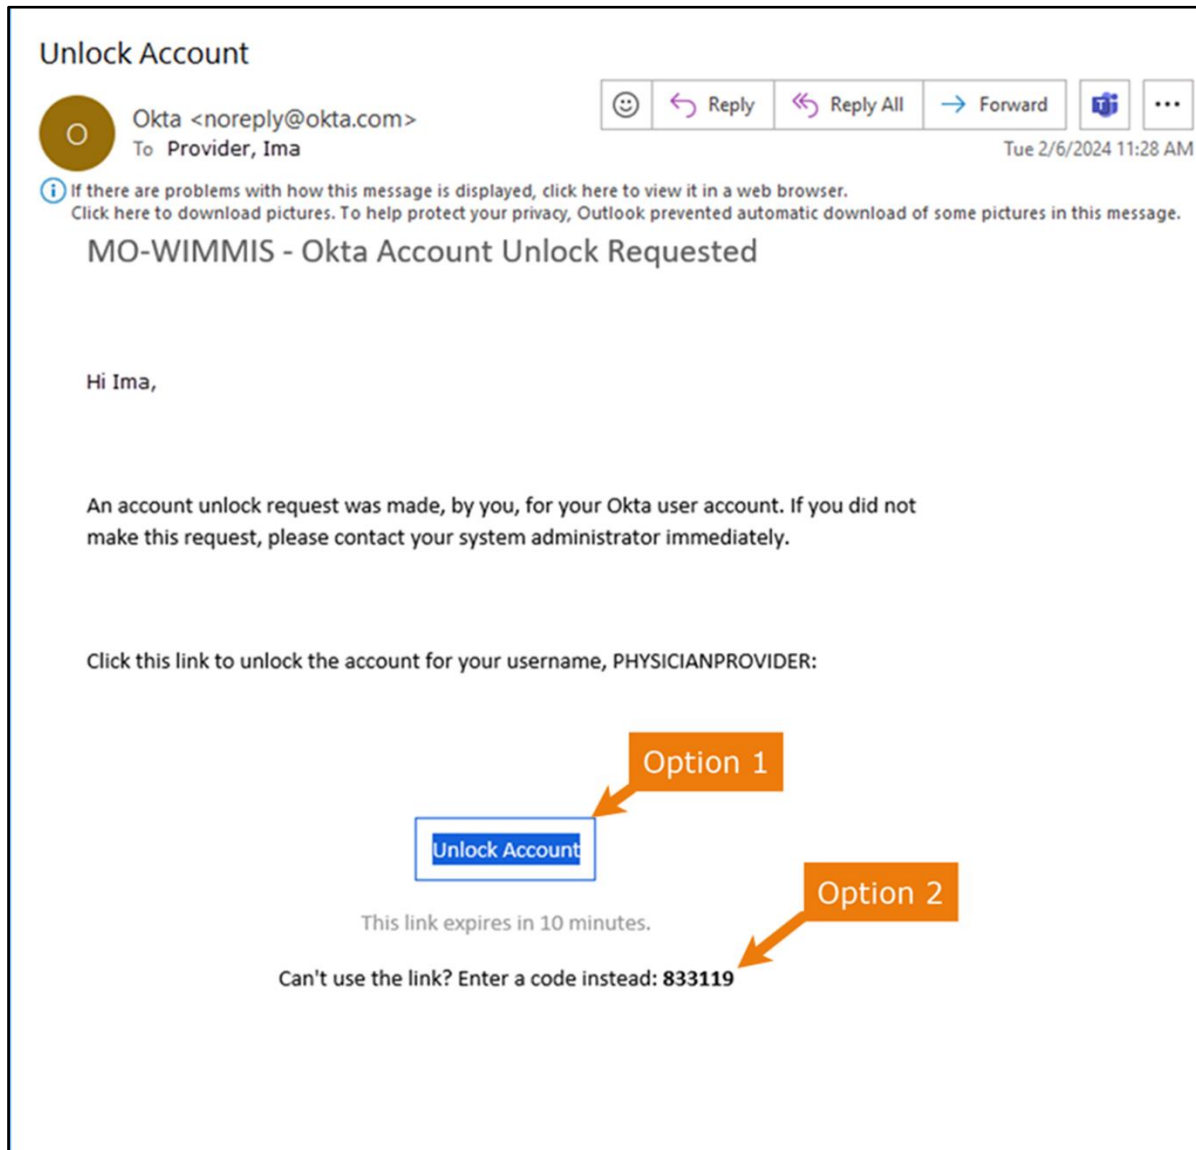 Unlock Account
O
Okta <noreply@okta.com>
To Provider, Ima
Reply
Reply All
Forward
Tue 2/6/2024 11:28 AM
If there are problems with how this message is displayed, click here to view it in a web browser.
Click here to download pictures. To help protect your privacy, Outlook prevented automatic download of some pictures in this message.
MO-WIMMIS - Okta Account Unlock Requested
Hi Ima,
An account unlock request was made, by you, for your Okta user account. If you did not
make this request, please contact your system administrator immediately.
Click this link to unlock the account for your username, PHYSICIANPROVIDER:
Option 1
Unlock Account
Option 2
This link expires in 10 minutes.
Can't use the link? Enter a code instead: 833119